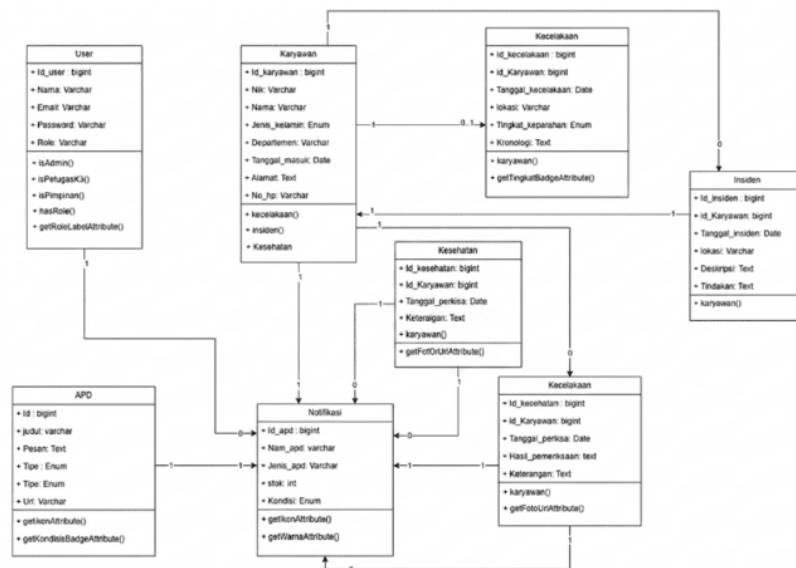 User
+ Id_user : bigint
+ Nama: Varchar
+ Email: Varchar
+ Password: Varchar
+ Role: Varchar
+ isAdmin()
+ isPetugasK3()
+ isPimpinan()
+ hasRole()
+ getRoleLabelAttribute()
1
0
Karyawan
+ Id_karyawan : bigint
+ Nik: Varchar
+ Nama: Varchar
+ Jenis_kelamin: Enum
+ Departemen: Varchar
+ Tanggal_masuk: Date
+ Alamat: Text
+ No_hp: Varchar
+ kecelakaan()
+ insiden()
+ Kesehatan
1
0
1
0, 1
1
1
1
0
1
1
Kecelakaan
+ Id_kecelakaan : bigint
+ id_Karyawan: bigint
+ Tanggal_kecelakaan: Date
+ lokasi: Varchar
+ Tingkat_keparahan: Enum
+ Kronologi: Text
+ karyawan()
+ getTingkatBadgeAttribute()
Insiden
+ Id_insiden : bigint
+ id_Karyawan: bigint
+ Tanggal_insiden: Date
+ lokasi: Varchar
+ Deskripsi: Text
+ Tindakan: Text
+ karyawan()
Kesehatan
+ Id_kesehatan: bigint
+ Id_Karyawan: bigint
+ Tanggal_perkisa: Date
+ Keteraigan: Text
+ karyawan()
+ getFotOrUrlAttribute()
1
0
1
0
APD
+ Id : bigint
+ judut: varchar
+ Pesan: Text
+ Tipe : Enum
+ Tipe: Enum
+ Url: Varchar
+ getIkonAttribute()
+ getKondisisBadgeAttribute()
1
1
Notifikasi
+ Id_apd : bigint
+ Nam_apd: varchar
+ Jenis_apd: Varchar
+ stok: int
+ Kondisi: Enum
+ getIkonAttribute()
+ getWarnaAttribute()
Kecelakaan
+ Id_kesehatan : bigint
+ Id_Karyawan: bigint
+ Tanggal_periksa: Date
+ Hasil_pemeriksaan: text
+ Keterangan: Text
+ karyawan()
+ getFotoUrlAttribute()
1
1
1